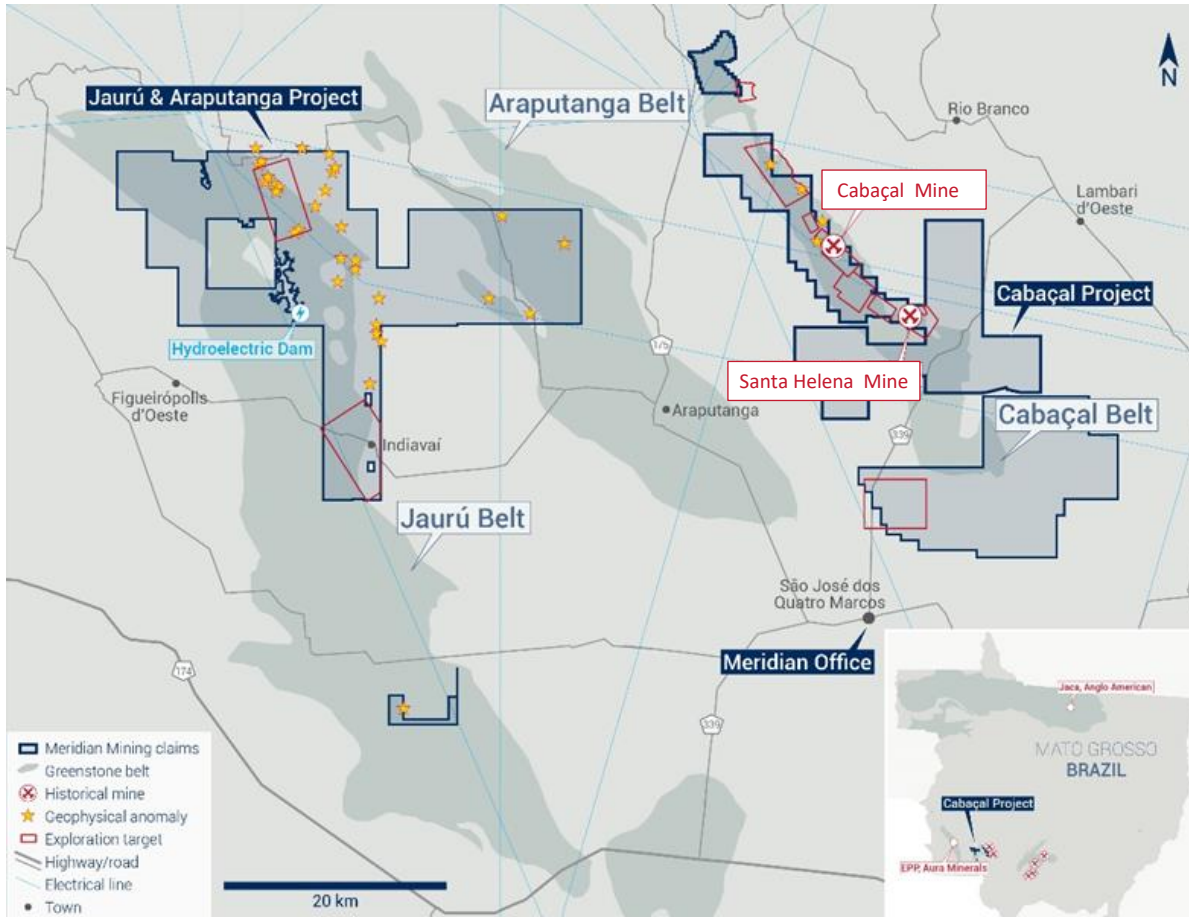 N
Jaurú & Araputanga Project
Araputanga Belt
Rio Branco
Cabaçal Mine
Lambari
d'Oeste
Cabaçal Project
Hydroelectric Dam
175
Santa Helena Mine
Figueirópolis
d'Oeste
Araputanga
Cabaçal Belt
339
Indiavaí
Jaurú Belt
São José dos
Quatro Marcos
Meridian Office
174
339
Jaca, Anglo American
MATO GROSSO
BRAZIL
Cabaçal Project
EPP, Aura Minerals
Meridian Mining claims
Greenstone belt
Historical mine
Geophysical anomaly
Exploration target
Highway/road
Electrical line
Town
20 km